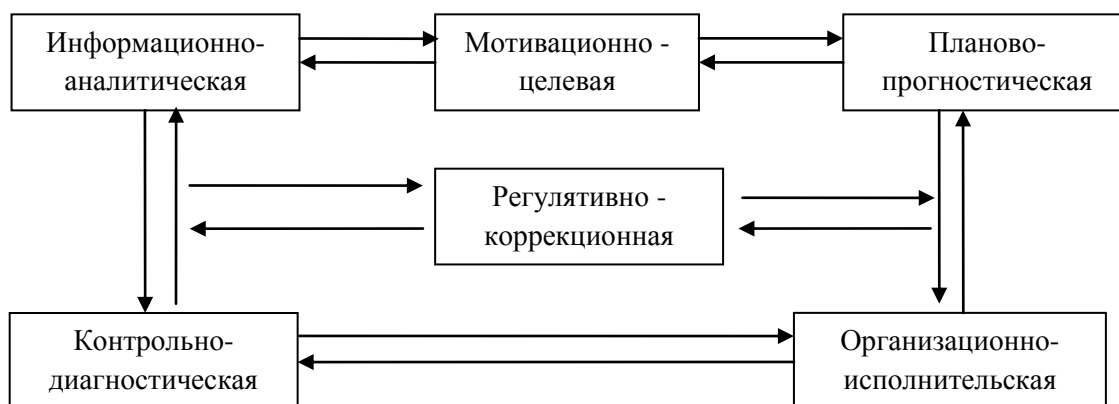 Информационно-
аналитическая
Мотивационно -
целевая
Планово-
прогностическая
Регулятивно -
коррекционная
Контрольно-
диагностическая
Организационно-
исполнительская